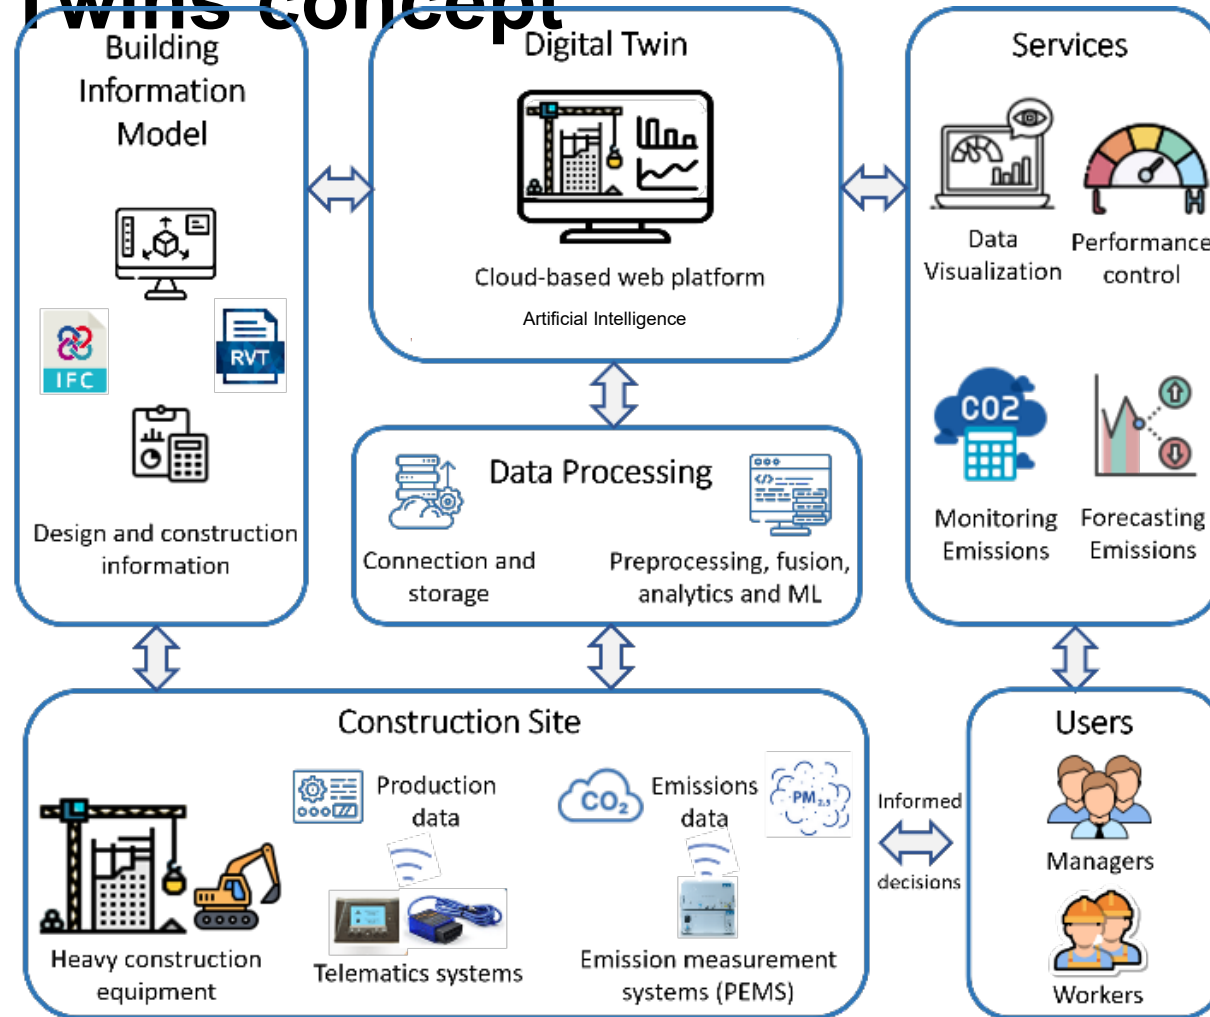 Twins concept
Building
Information
Model
IFC
RVT
Design and construction
information
Digital Twin
Cloud-based web platform
Artificial Intelligence
Services
Data
Visualization
L
H
Performance
control
CO2
Monitoring
Emissions
Forecasting
Emissions
Data Processing
</>
Connection and
storage
Preprocessing, fusion,
analytics and ML
Construction Site
Heavy construction
equipment
Production
data
Telematics systems
CO₂
Emissions
data
PM2.5
Emission measurement
systems (PEMS)
Informed
decisions
Users
Managers
Workers